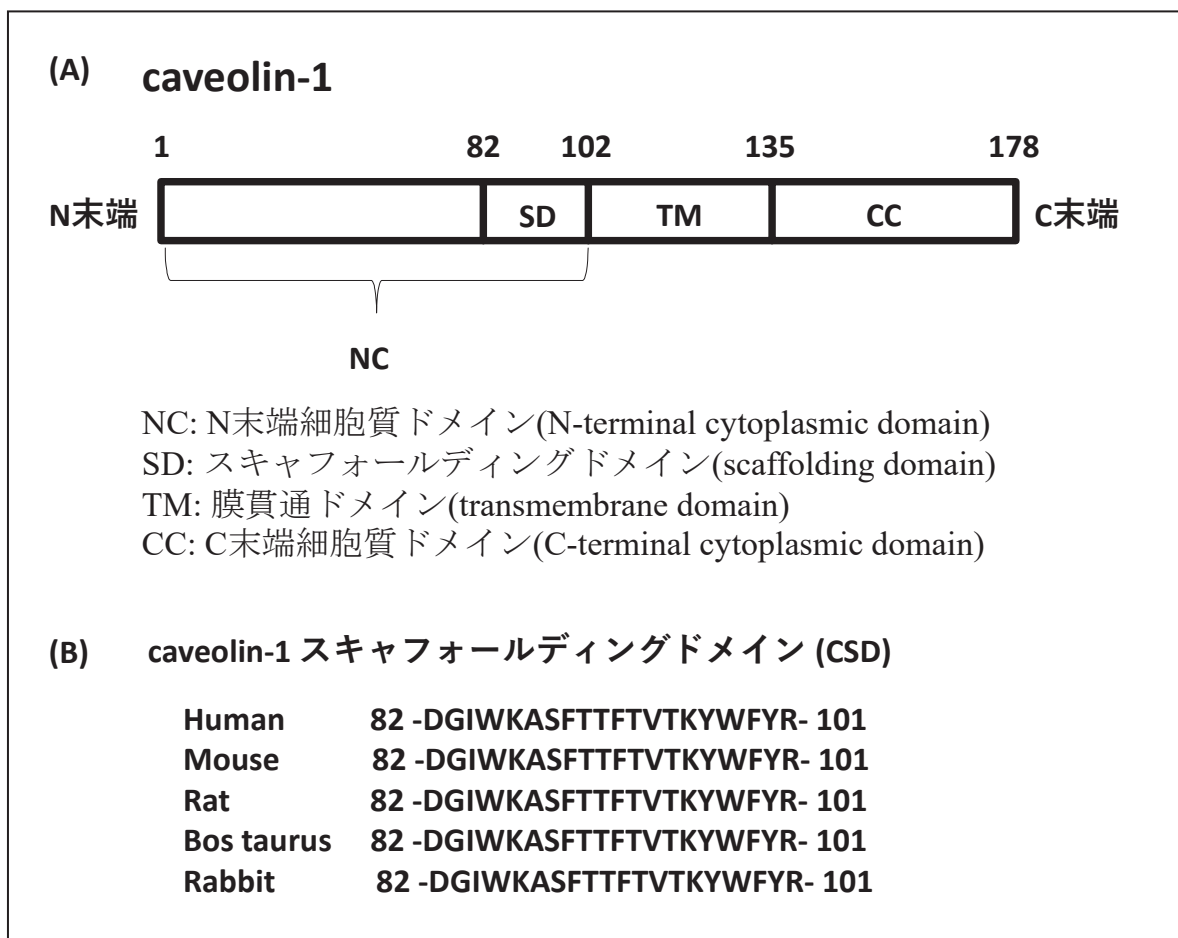 (A) caveolin-1
1 82 102 135 178
N末端 SD TM CC C末端
NC
NC: N末端細胞質ドメイン(N-terminal cytoplasmic domain)
SD: スキャフォールディングドメイン(scaffolding domain)
TM: 膜貫通ドメイン(transmembrane domain)
CC: C末端細胞質ドメイン(C-terminal cytoplasmic domain)
(B) caveolin-1 スキャフォールディングドメイン (CSD)
Human 82 -DGIWKASFTTFTVTKYWFYR- 101
Mouse 82 -DGIWKASFTTFTVTKYWFYR- 101
Rat 82 -DGIWKASFTTFTVTKYWFYR- 101
Bos taurus 82 -DGIWKASFTTFTVTKYWFYR- 101
Rabbit 82 -DGIWKASFTTFTVTKYWFYR- 101